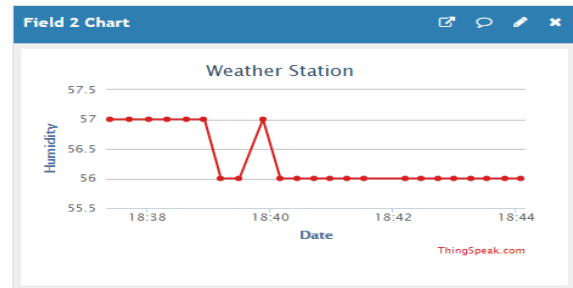 Field 2 Chart
Weather Station
57.5
57
56.5
56
55.5
Humidity
18:38 18:40 18:42 18:44
Date
ThingSpeak.com